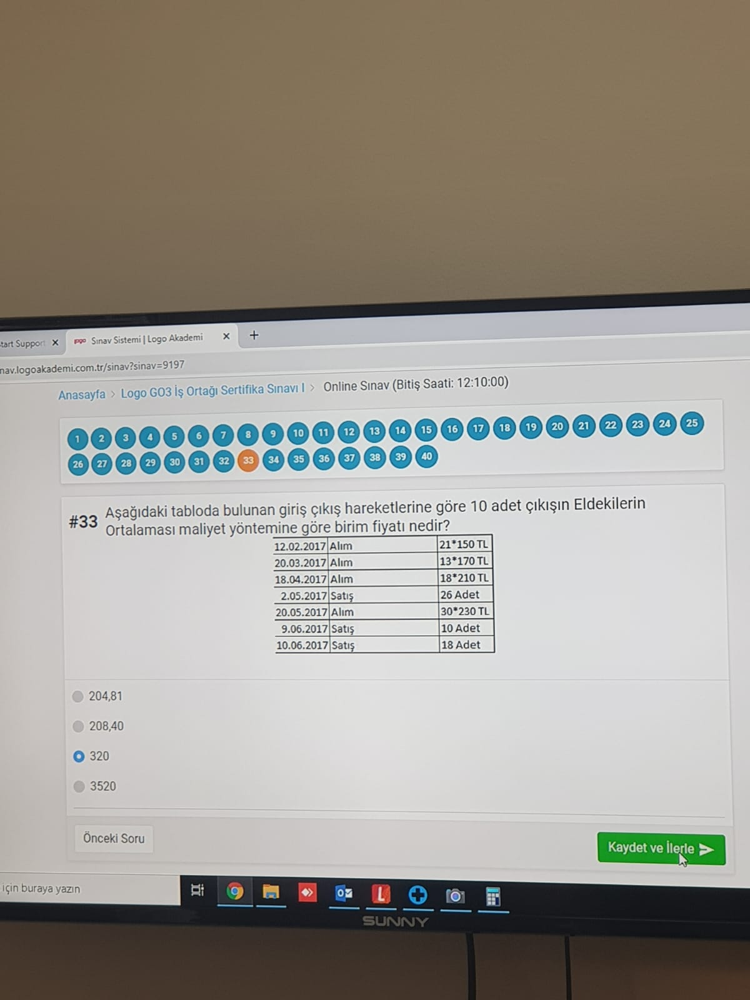 tart Support
Sınav Sistemi | Logo Akademi
nav.logoakademi.com.tr/sinav?sinav=9197
Anasayfa > Logo GO3 İş Ortağı Sertifika Sınavı I > Online Sınav (Bitiş Saati: 12:10:00)
1 2 3 4 5 6 7 8 9 10 11 12 13 14 15 16 17 18 19 20 21 22 23 24 25
26 27 28 29 30 31 32 33 34 35 36 37 38 39 40
#33 Aşağıdaki tabloda bulunan giriş çıkış hareketlerine göre 10 adet çıkışın Eldekilerin
Ortalaması maliyet yöntemine göre birim fiyatı nedir?
12.02.2017 Alım 21*150 TL
20.03.2017 Alım 13*170 TL
18.04.2017 Alım 18*210 TL
2.05.2017 Satış 26 Adet
20.05.2017 Alım 30*230 TL
9.06.2017 Satış 10 Adet
10.06.2017 Satış 18 Adet
204,81
208,40
320
3520
Önceki Soru
Kaydet ve İlerle
için buraya yazın
SUNNY